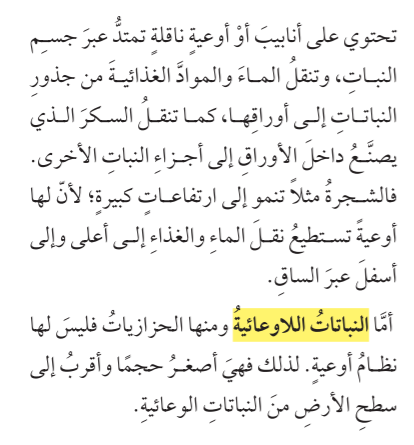 تحتوي على أنابيبَ أوْ أوعيةٍ ناقلةٍ تمتدُّ عبرَ جسمِ
النباتِ، وتنقلُ الماءَ والموادَّ الغذائيةَ من جذورِ
النباتاتِ إلى أوراقِها، كما تنقلُ السكرَ الذي
يصنَّعُ داخلَ الأوراقِ إلى أجزاءِ النباتِ الأخرى.
فالشجرةُ مثلاً تنمو إلى ارتفاعاتٍ كبيرةٍ؛ لأنّ لها
أوعيةً تستطيعُ نقلَ الماءِ والغذاءِ إلى أعلى وإلى
أسفلَ عبرَ الساقِ.
أمَّا النباتاتُ اللاوعائيةُ ومنها الحزازياتُ فليسَ لها
نظامُ أوعيةٍ. لذلك فهيَ أصغرُ حجمًا وأقربُ إلى
سطحِ الأرضِ منَ النباتاتِ الوعائيةِ.